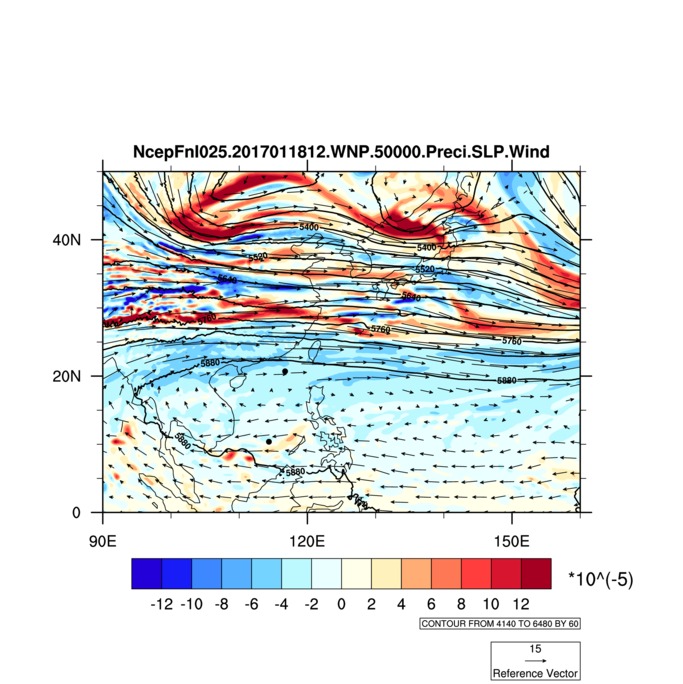 NcepFnl025.2017011812.WNP.50000.Preci.SLP.Wind
40N
20N
0
5400
5400
5520
5520
5640
5640
5760
5760
5760
5880
5880
5880
5880
90E
120E
150E
-12 -10 -8 -6 -4 -2 0 2 4 6 8 10 12
*10^(-5)
CONTOUR FROM 4140 TO 6480 BY 60
15
Reference Vector